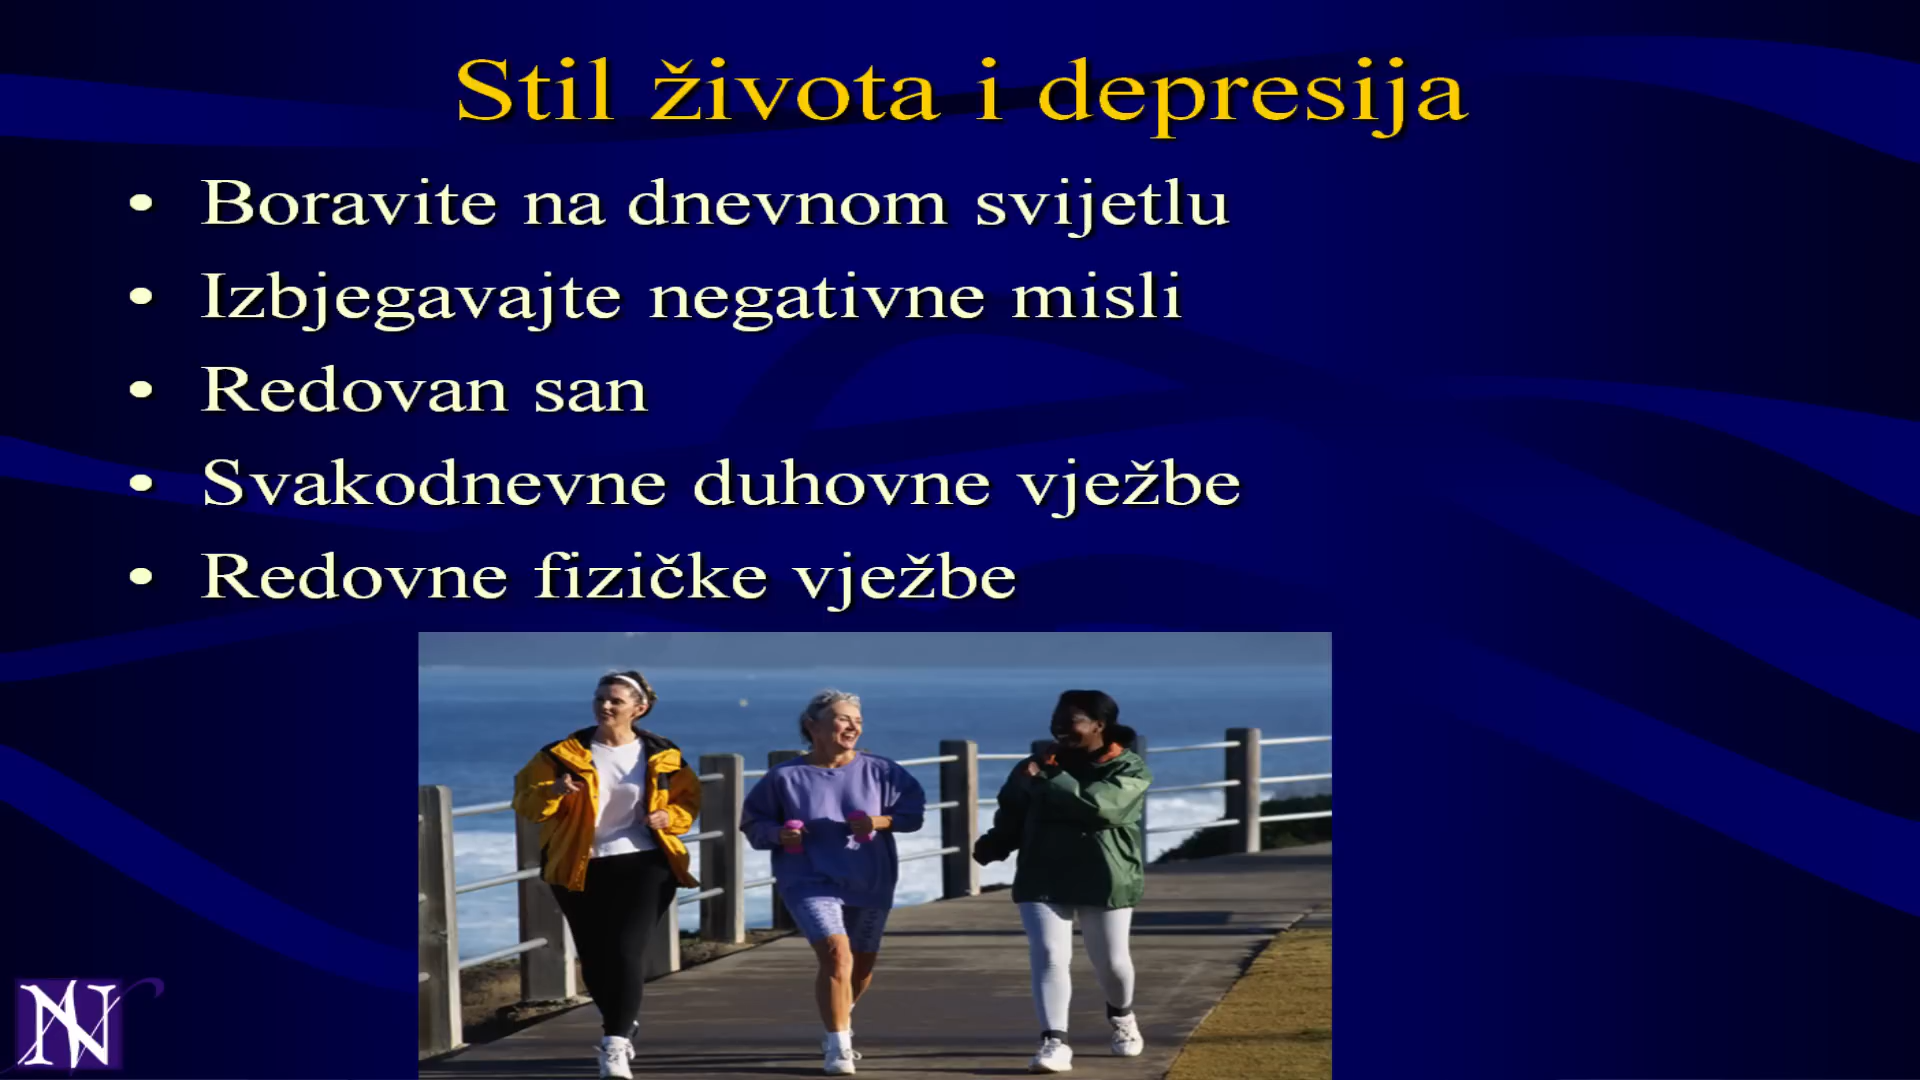 Stil života i depresija
• Boravite na dnevnom svijetlu
• Izbjegavajte negativne misli
• Redovan san
• Svakodnevne duhovne vježbe
• Redovne fizičke vježbe